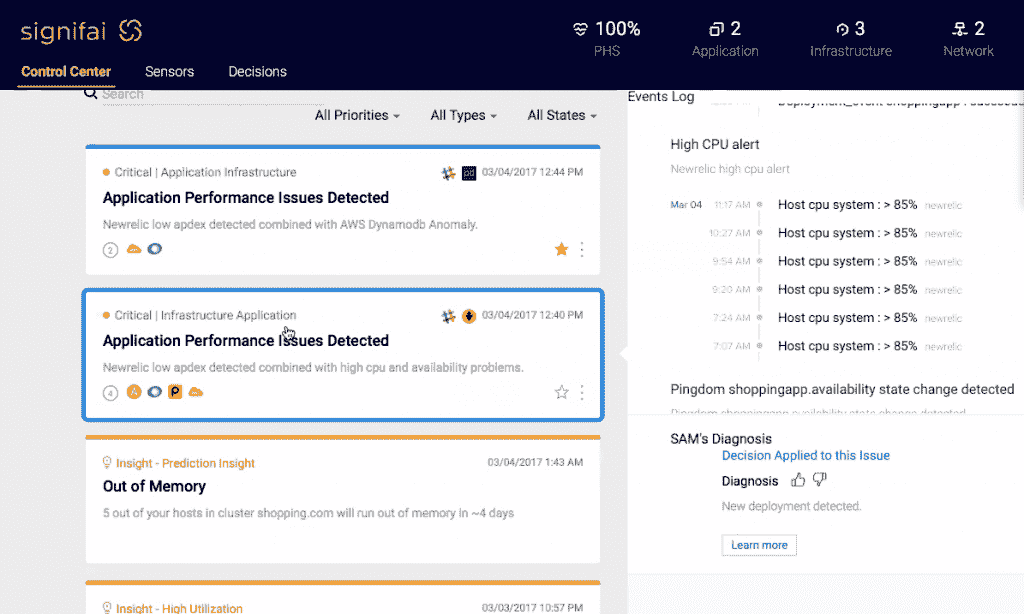 signifai
100%
PHS
2
Application
3
Infrastructure
2
Network
Control Center
Sensors
Decisions
Search
All Priorities
All Types
All States
Critical | Application Infrastructure
pd
03/04/2017 12:44 PM
Application Performance Issues Detected
Newrelic low apdex detected combined with AWS Dynamodb Anomaly.
2
Critical | Infrastructure Application
03/04/2017 12:40 PM
Application Performance Issues Detected
Newrelic low apdex detected combined with high cpu and availability problems.
4
Insight - Prediction Insight
03/04/2017 1:43 AM
Out of Memory
5 out of your hosts in cluster shopping.com will run out of memory in ~4 days
Insight - High Utilization
03/03/2017 10:57 PM
Events Log
High CPU alert
Newrelic high cpu alert
Mar 04 11:17 AM Host cpu system : > 85% newrelic
10:27 AM Host cpu system : > 85% newrelic
9:54 AM Host cpu system : > 85% newrelic
9:20 AM Host cpu system : > 85% newrelic
7:24 AM Host cpu system : > 85% newrelic
7:07 AM Host cpu system : > 85% newrelic
Pingdom shoppingapp.availability state change detected
Pingdom shoppingapp.availability state change detected
SAM's Diagnosis
Decision Applied to this Issue
Diagnosis
New deployment detected.
Learn more